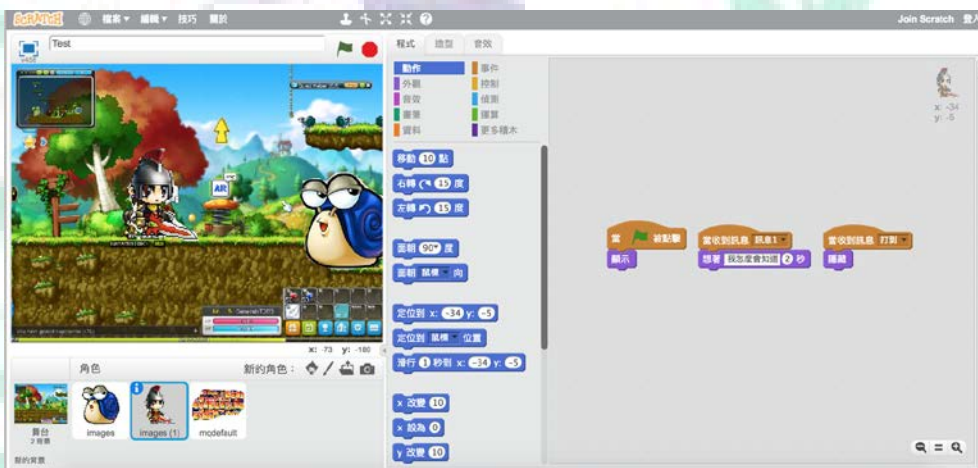 SCRATCH 檔案▼ 編輯▼ 技巧 關於 Join Scratch 登入
Test
v458
程式 造型 音效
動作 事件
外觀 控制
音效 偵測
畫筆 運算
資料 更多積木
移動 10 點
右轉 15 度
左轉 15 度
面朝 90▼ 度
面朝 鼠標 向
定位到 x: -34 y: -5
定位到 鼠標 位置
滑行 1 秒到 x: -34 y: -5
x 改變 10
x 設為 0
y 改變 10
x: -34
y: -5
當 被點擊
顯示
當收到訊息 訊息1
想著 我怎麼會知道 2 秒
當收到訊息 打到
隱藏
x: -73 y: -180
角色 新的角色:
舞台
2 背景
新的背景
images
images (1)
mqdefault